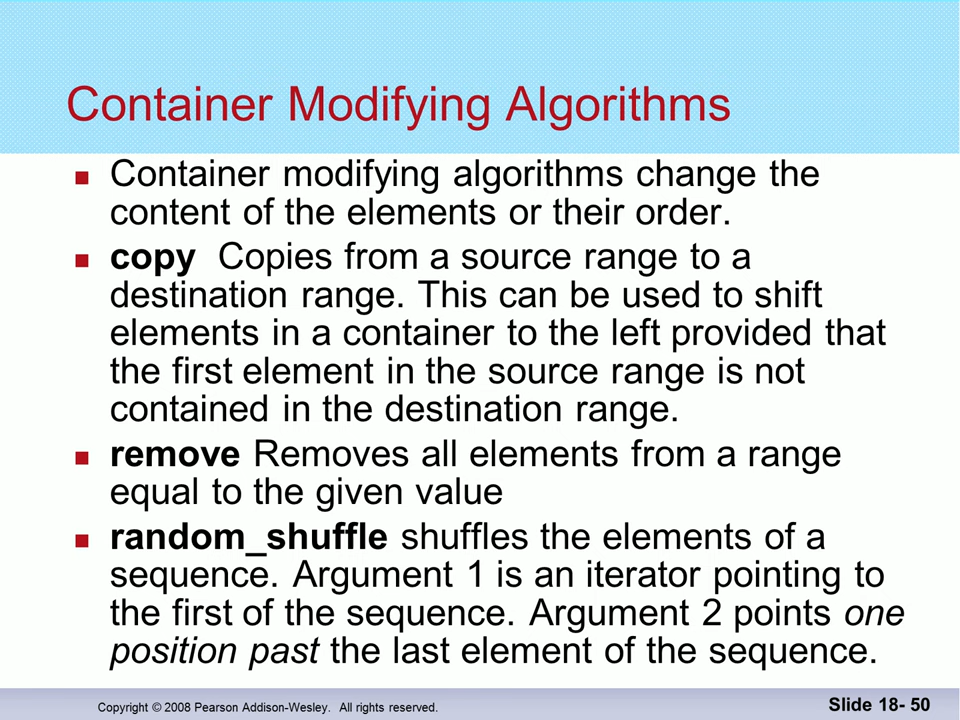 Container Modifying Algorithms
Container modifying algorithms change the
content of the elements or their order.
copy Copies from a source range to a
destination range. This can be used to shift
elements in a container to the left provided that
the first element in the source range is not
contained in the destination range.
remove Removes all elements from a range
equal to the given value
random_shuffle shuffles the elements of a
sequence. Argument 1 is an iterator pointing to
the first of the sequence. Argument 2 points one
position past the last element of the sequence.
Copyright © 2008 Pearson Addison-Wesley. All rights reserved.
Slide 18- 50